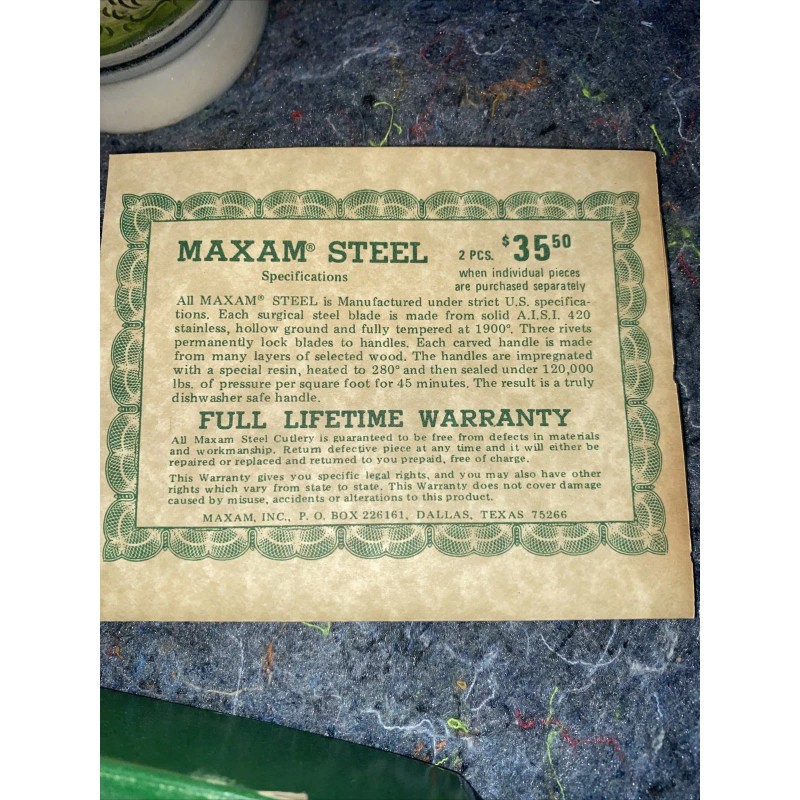 MAXAM® STEEL
2 PCS. $35⁵⁰
Specifications
when individual pieces
are purchased separately
All MAXAM® STEEL is Manufactured under strict U.S. specifica-
tions. Each surgical steel blade is made from solid A.I.S.I. 420
stainless, hollow ground and fully tempered at 1900°. Three rivets
permanently lock blades to handles. Each carved handle is made
from many layers of selected wood. The handles are impregnated
with a special resin, heated to 280° and then sealed under 120,000
lbs. of pressure per square foot for 45 minutes. The result is a truly
dishwasher safe handle.
FULL LIFETIME WARRANTY
All Maxam Steel Cutlery is guaranteed to be free from defects in materials
and workmanship. Return defective piece at any time and it will either be
repaired or replaced and returned to you prepaid, free of charge.
This Warranty gives you specific legal rights, and you may also have other
rights which vary from state to state. This Warranty does not cover damage
caused by misuse, accidents or alterations to this product.
MAXAM, INC., P. O. BOX 226161, DALLAS, TEXAS 75266